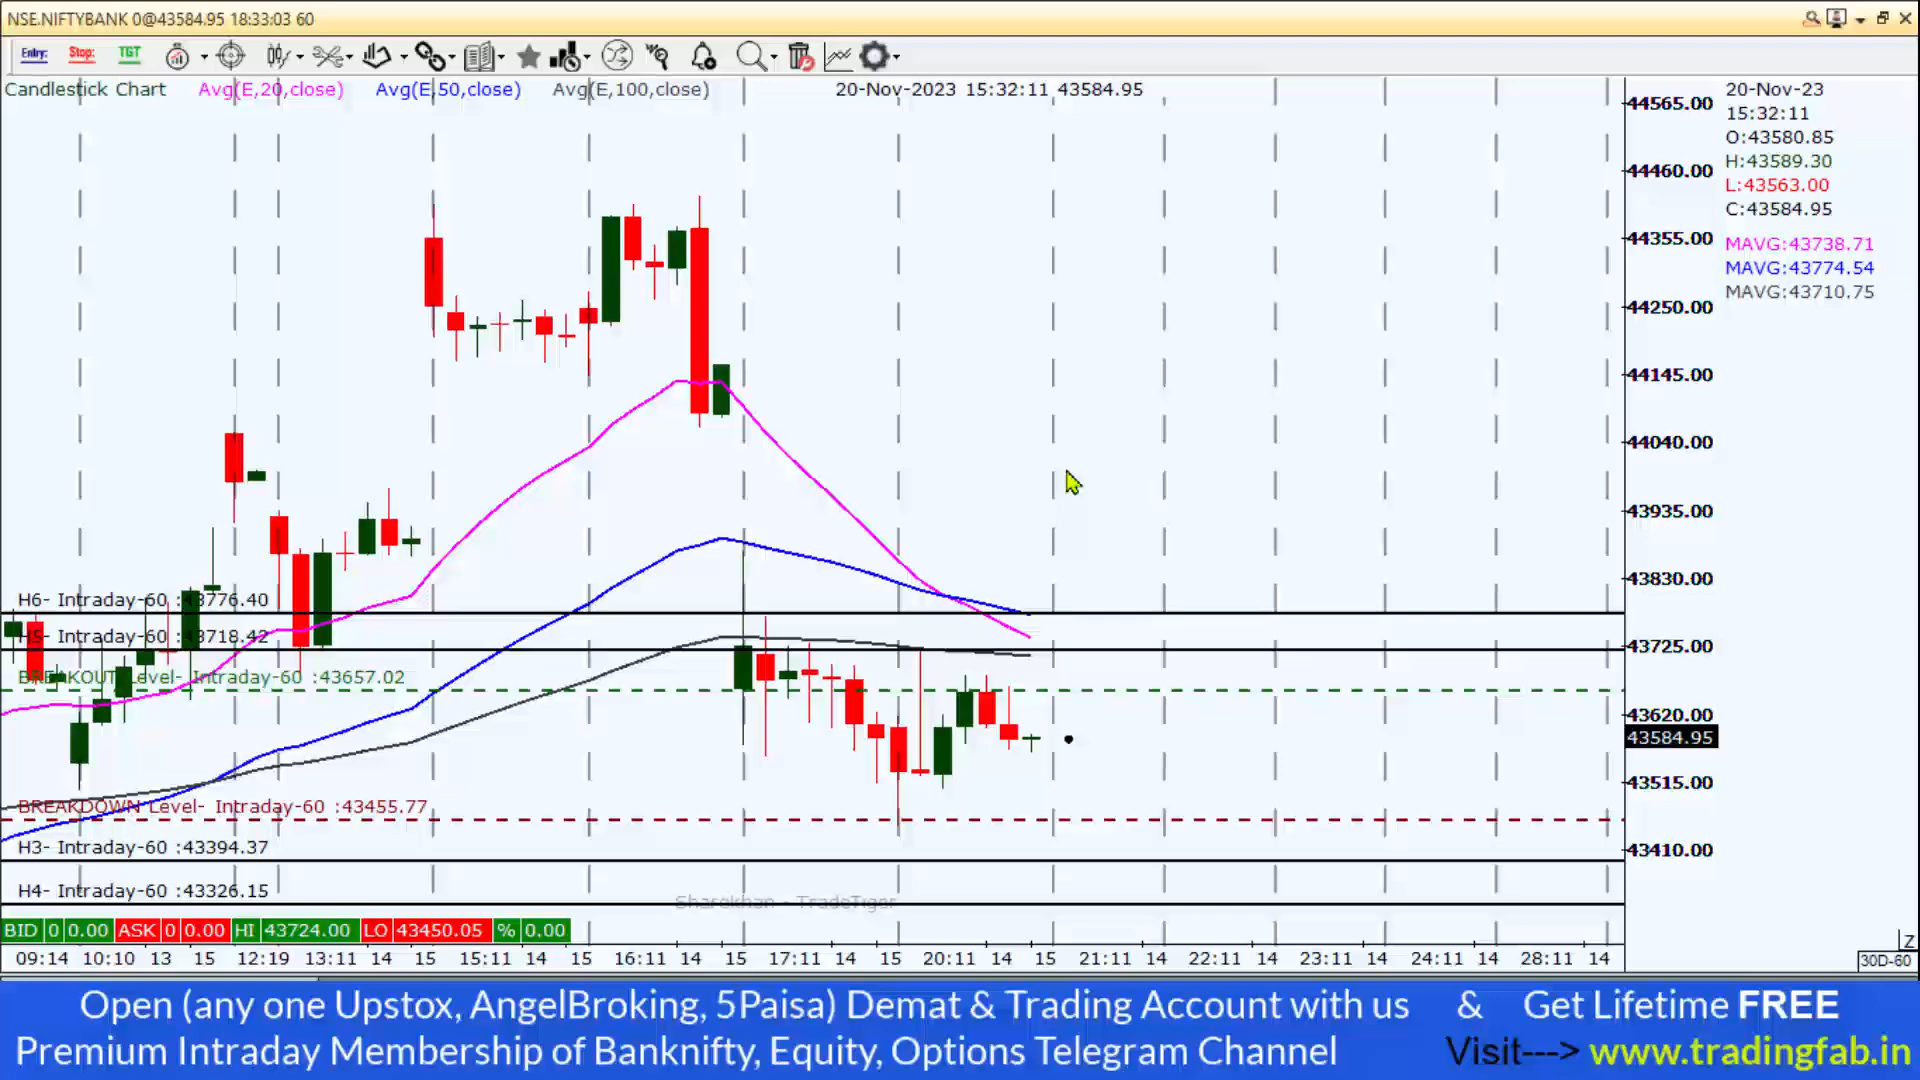 NSE.NIFTYBANK 0@43584.95 18:33:03 60
Entry: Stop: TGT
Candlestick Chart Avg(E,20,close) Avg(E,50,close) Avg(E,100,close) 20-Nov-2023 15:32:11 43584.95
20-Nov-23
15:32:11
O:43580.85
H:43589.30
L:43563.00
C:43584.95
MAVG:43738.71
MAVG:43774.54
MAVG:43710.75
44565.00
44460.00
44355.00
44250.00
44145.00
44040.00
43935.00
43830.00
43725.00
43620.00
43584.95
43515.00
43410.00
H6- Intraday-60 :43776.40
H5- Intraday-60 :43718.42
BREAKOUT Level- Intraday-60 :43657.02
BREAKDOWN Level- Intraday-60 :43455.77
H3- Intraday-60 :43394.37
H4- Intraday-60 :43326.15
Sharekhan - TradeTiger
BID 0 0.00 ASK 0 0.00 HI 43724.00 LO 43450.05 % 0.00
09:14 10:10 13 15 12:19 13:11 14 15 15:11 14 15 16:11 14 15 17:11 14 15 20:11 14 15 21:11 14 22:11 14 23:11 14 24:11 14 28:11 14
Z
30D-60
Open (any one Upstox, AngelBroking, 5Paisa) Demat & Trading Account with us & Get Lifetime FREE
Premium Intraday Membership of Banknifty, Equity, Options Telegram Channel Visit---> www.tradingfab.in